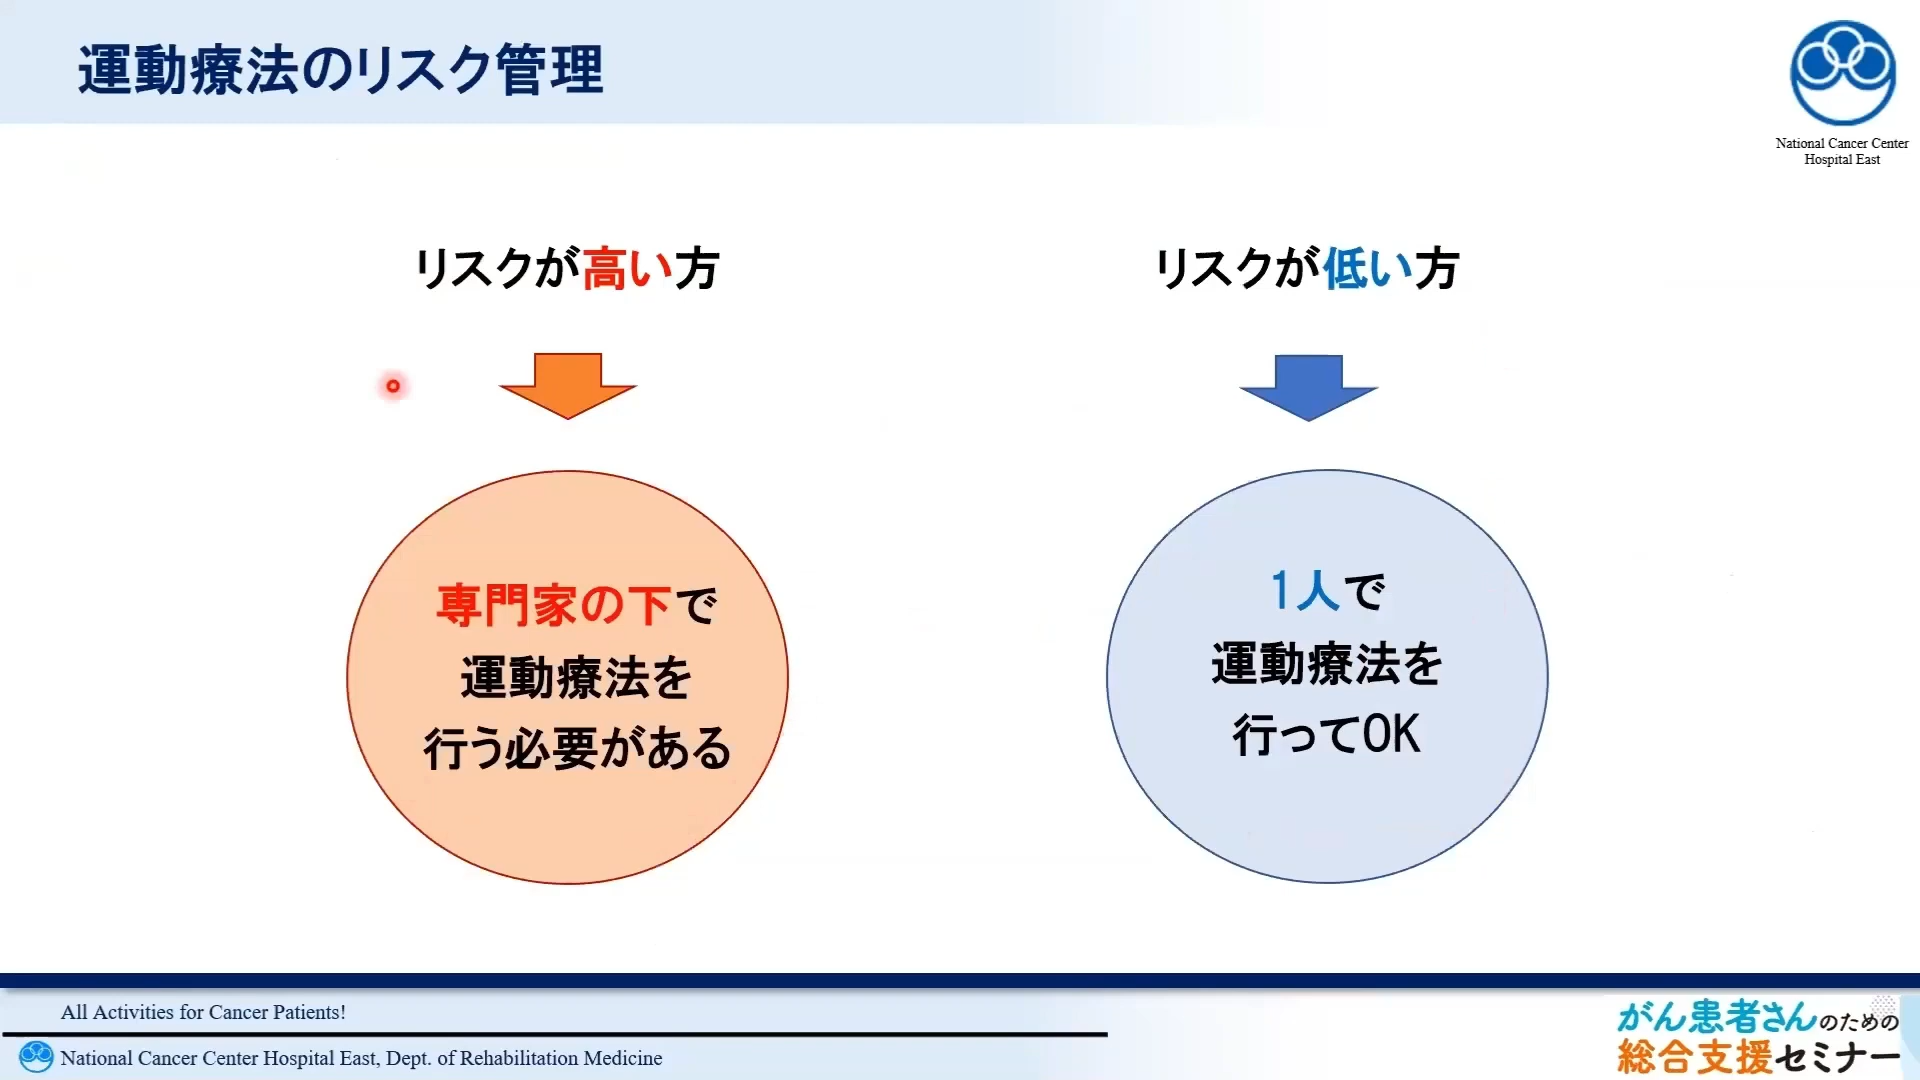 運動療法のリスク管理
National Cancer Center
Hospital East
リスクが高い方
リスクが低い方
専門家の下で
運動療法を
行う必要がある
1人で
運動療法を
行ってOK
All Activities for Cancer Patients!
National Cancer Center Hospital East, Dept. of Rehabilitation Medicine
がん患者さんのための
総合支援セミナー